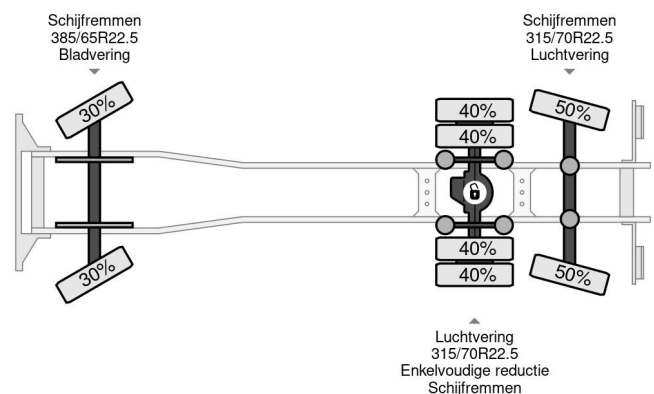 Schijfremmen
385/65R22.5
Bladvering
Schijfremmen
315/70R22.5
Luchtvering
30%
40%
40%
50%
30%
40%
40%
50%
Luchtvering
315/70R22.5
Enkelvoudige reductie
Schijfremmen